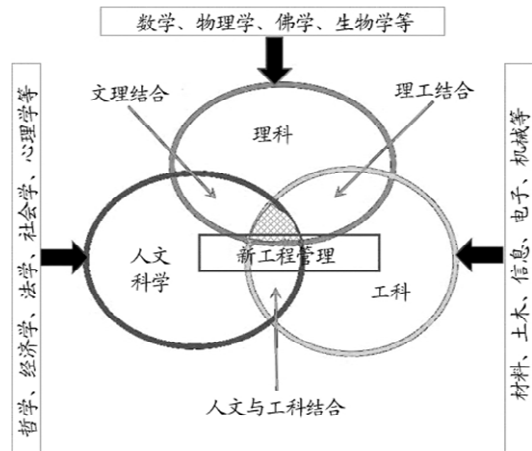 数学、物理学、佛学、生物学等
文理结合
理工结合
理科
哲学、经济学、法学、社会学、心理学等
人文
科学
新工程管理
工科
材料、土木、信息、电子、机械等
人文与工科结合